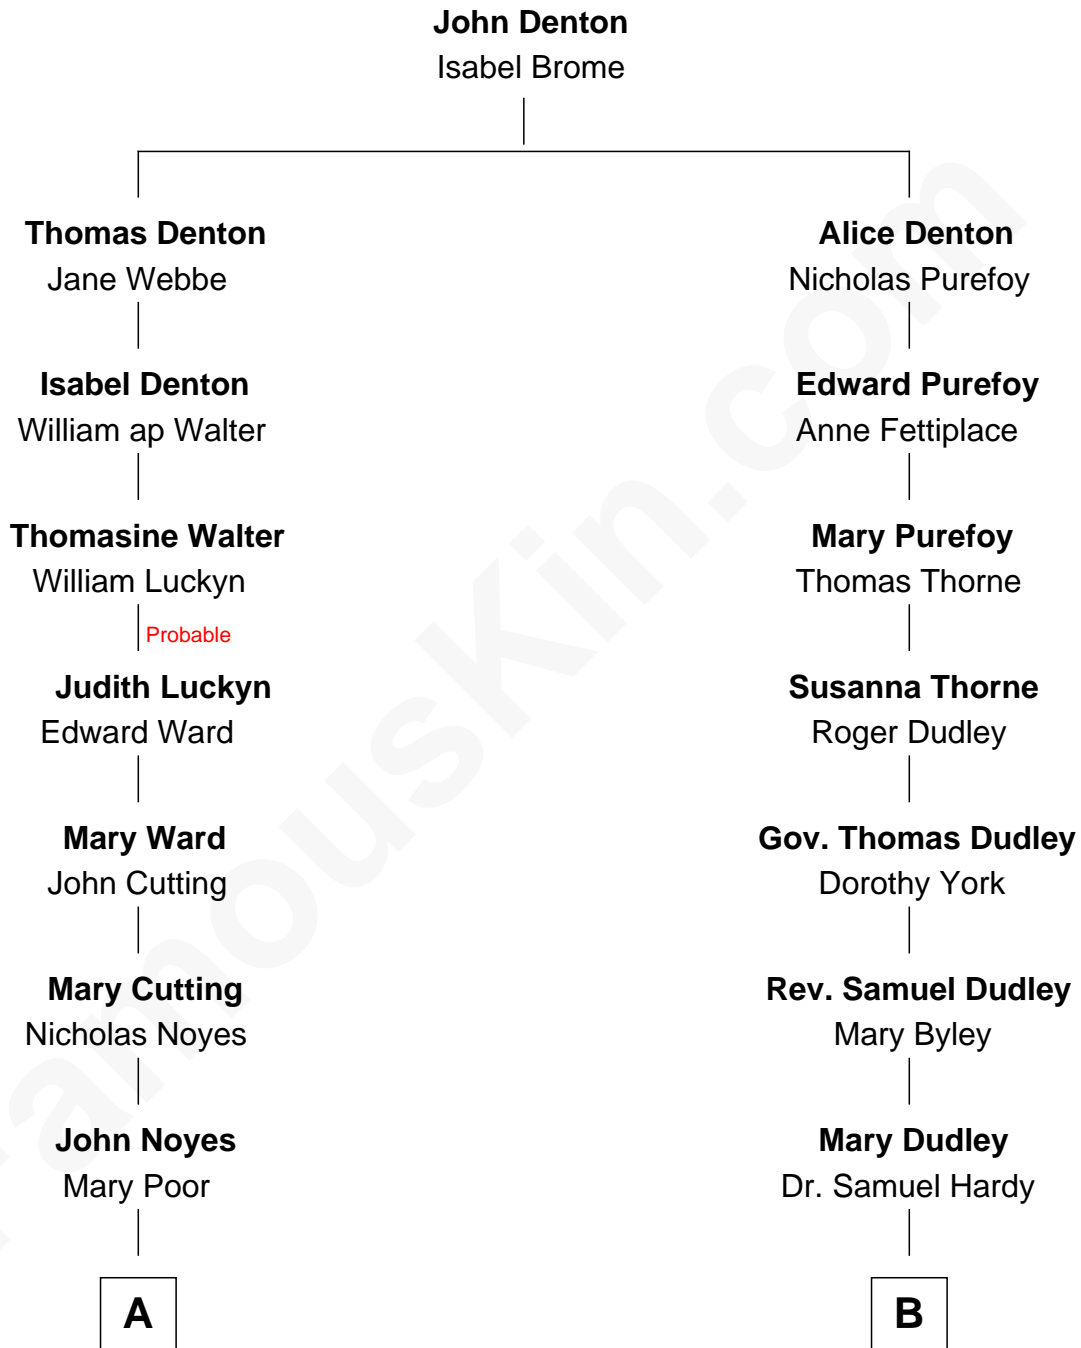 John Denton
Isabel Brome
Thomas Denton
Jane Webbe
Alice Denton
Nicholas Purefoy
Isabel Denton
William ap Walter
Edward Purefoy
Anne Fettiplace
Thomasine Walter
William Luckyn
Mary Purefoy
Thomas Thorne
Probable
Judith Luckyn
Edward Ward
Susanna Thorne
Roger Dudley
Mary Ward
John Cutting
Gov. Thomas Dudley
Dorothy York
Mary Cutting
Nicholas Noyes
Rev. Samuel Dudley
Mary Byley
John Noyes
Mary Poor
Mary Dudley
Dr. Samuel Hardy
A
B
FamousKin.com